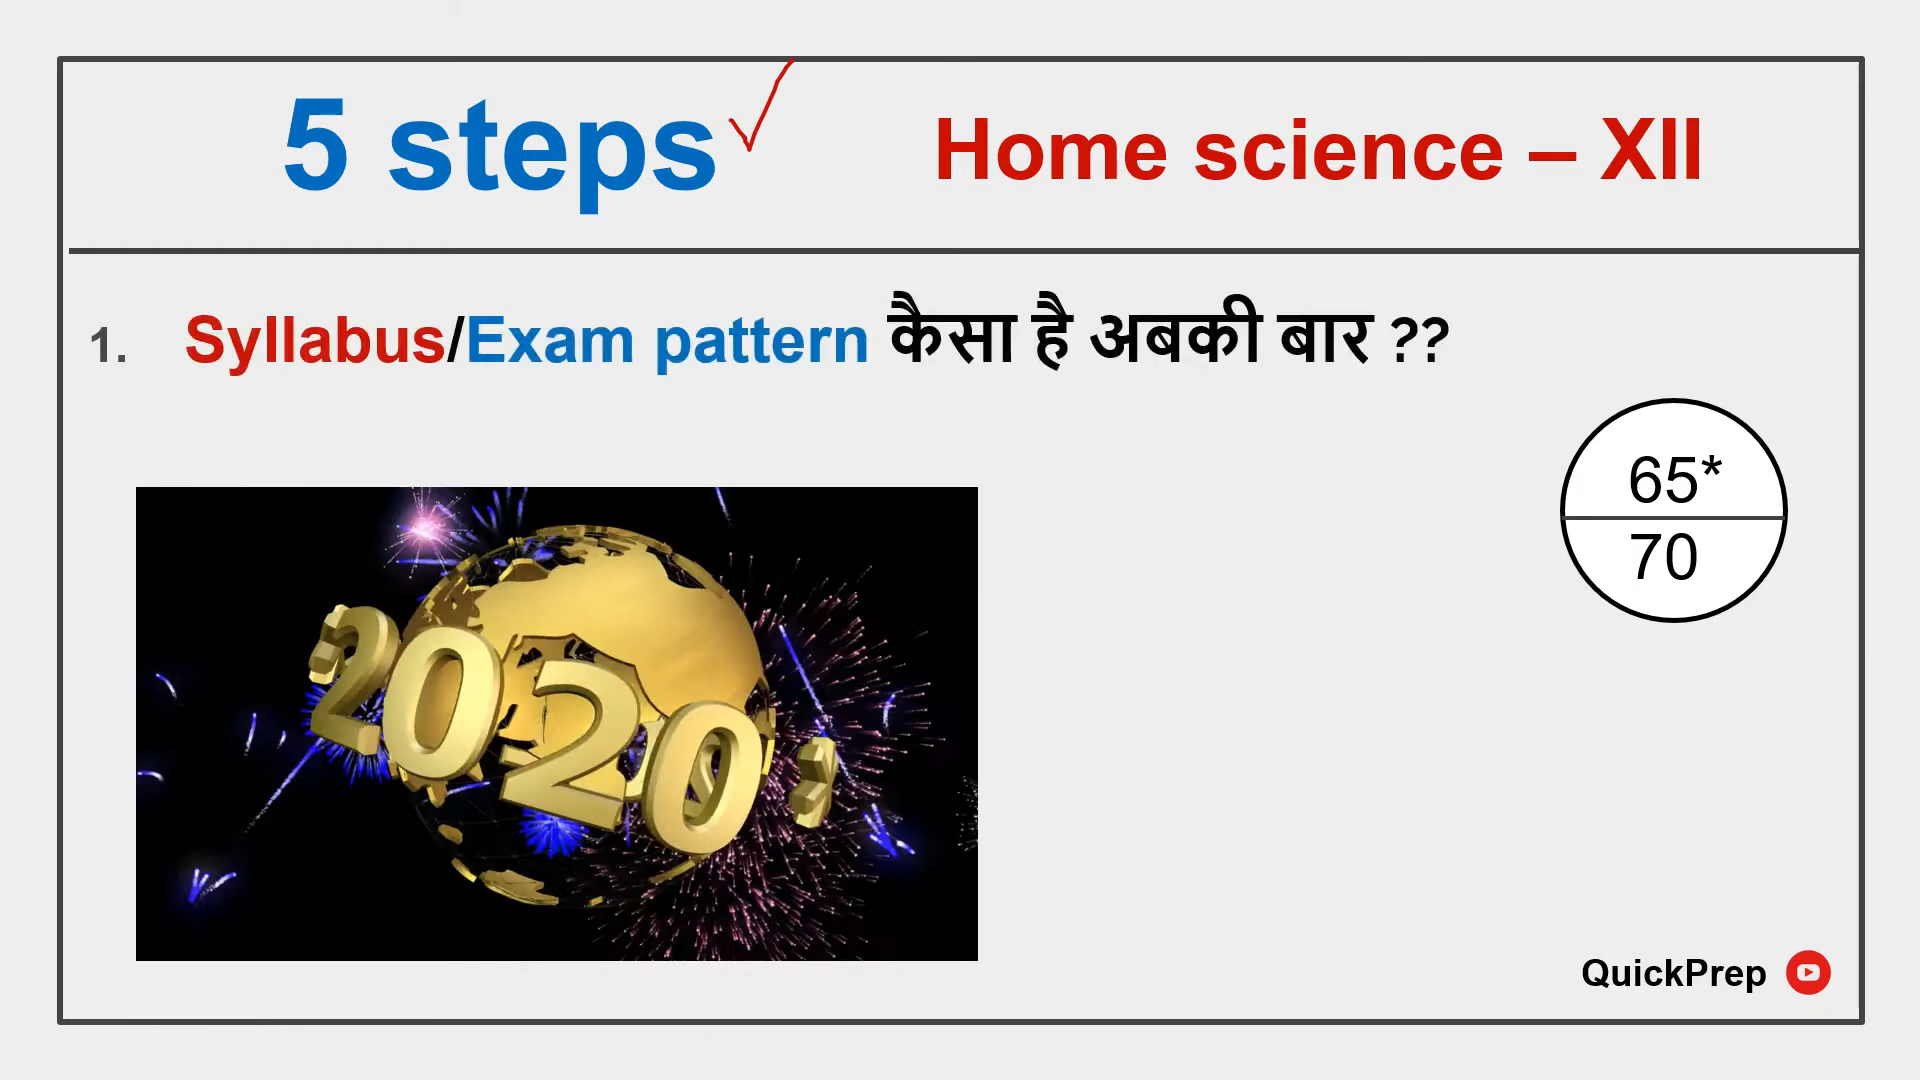 5 steps
Home science – XII
1. Syllabus/Exam pattern कैसा है अबकी बार ??
65*
70
2020
QuickPrep